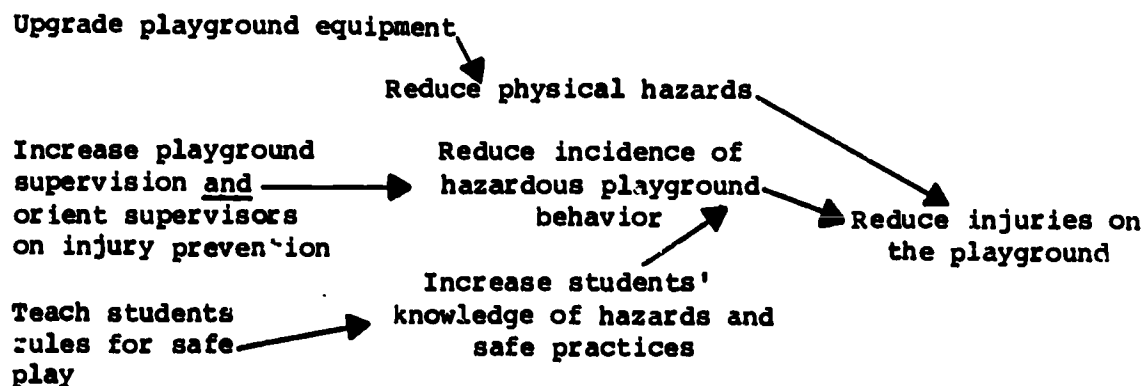 Upgrade playground equipment
Reduce physical hazards
Increase playground
supervision and
orient supervisors
on injury prevention
Reduce incidence of
hazardous playground
behavior
Reduce injuries on
the playground
Teach students
rules for safe
play
Increase students'
knowledge of hazards and
safe practices